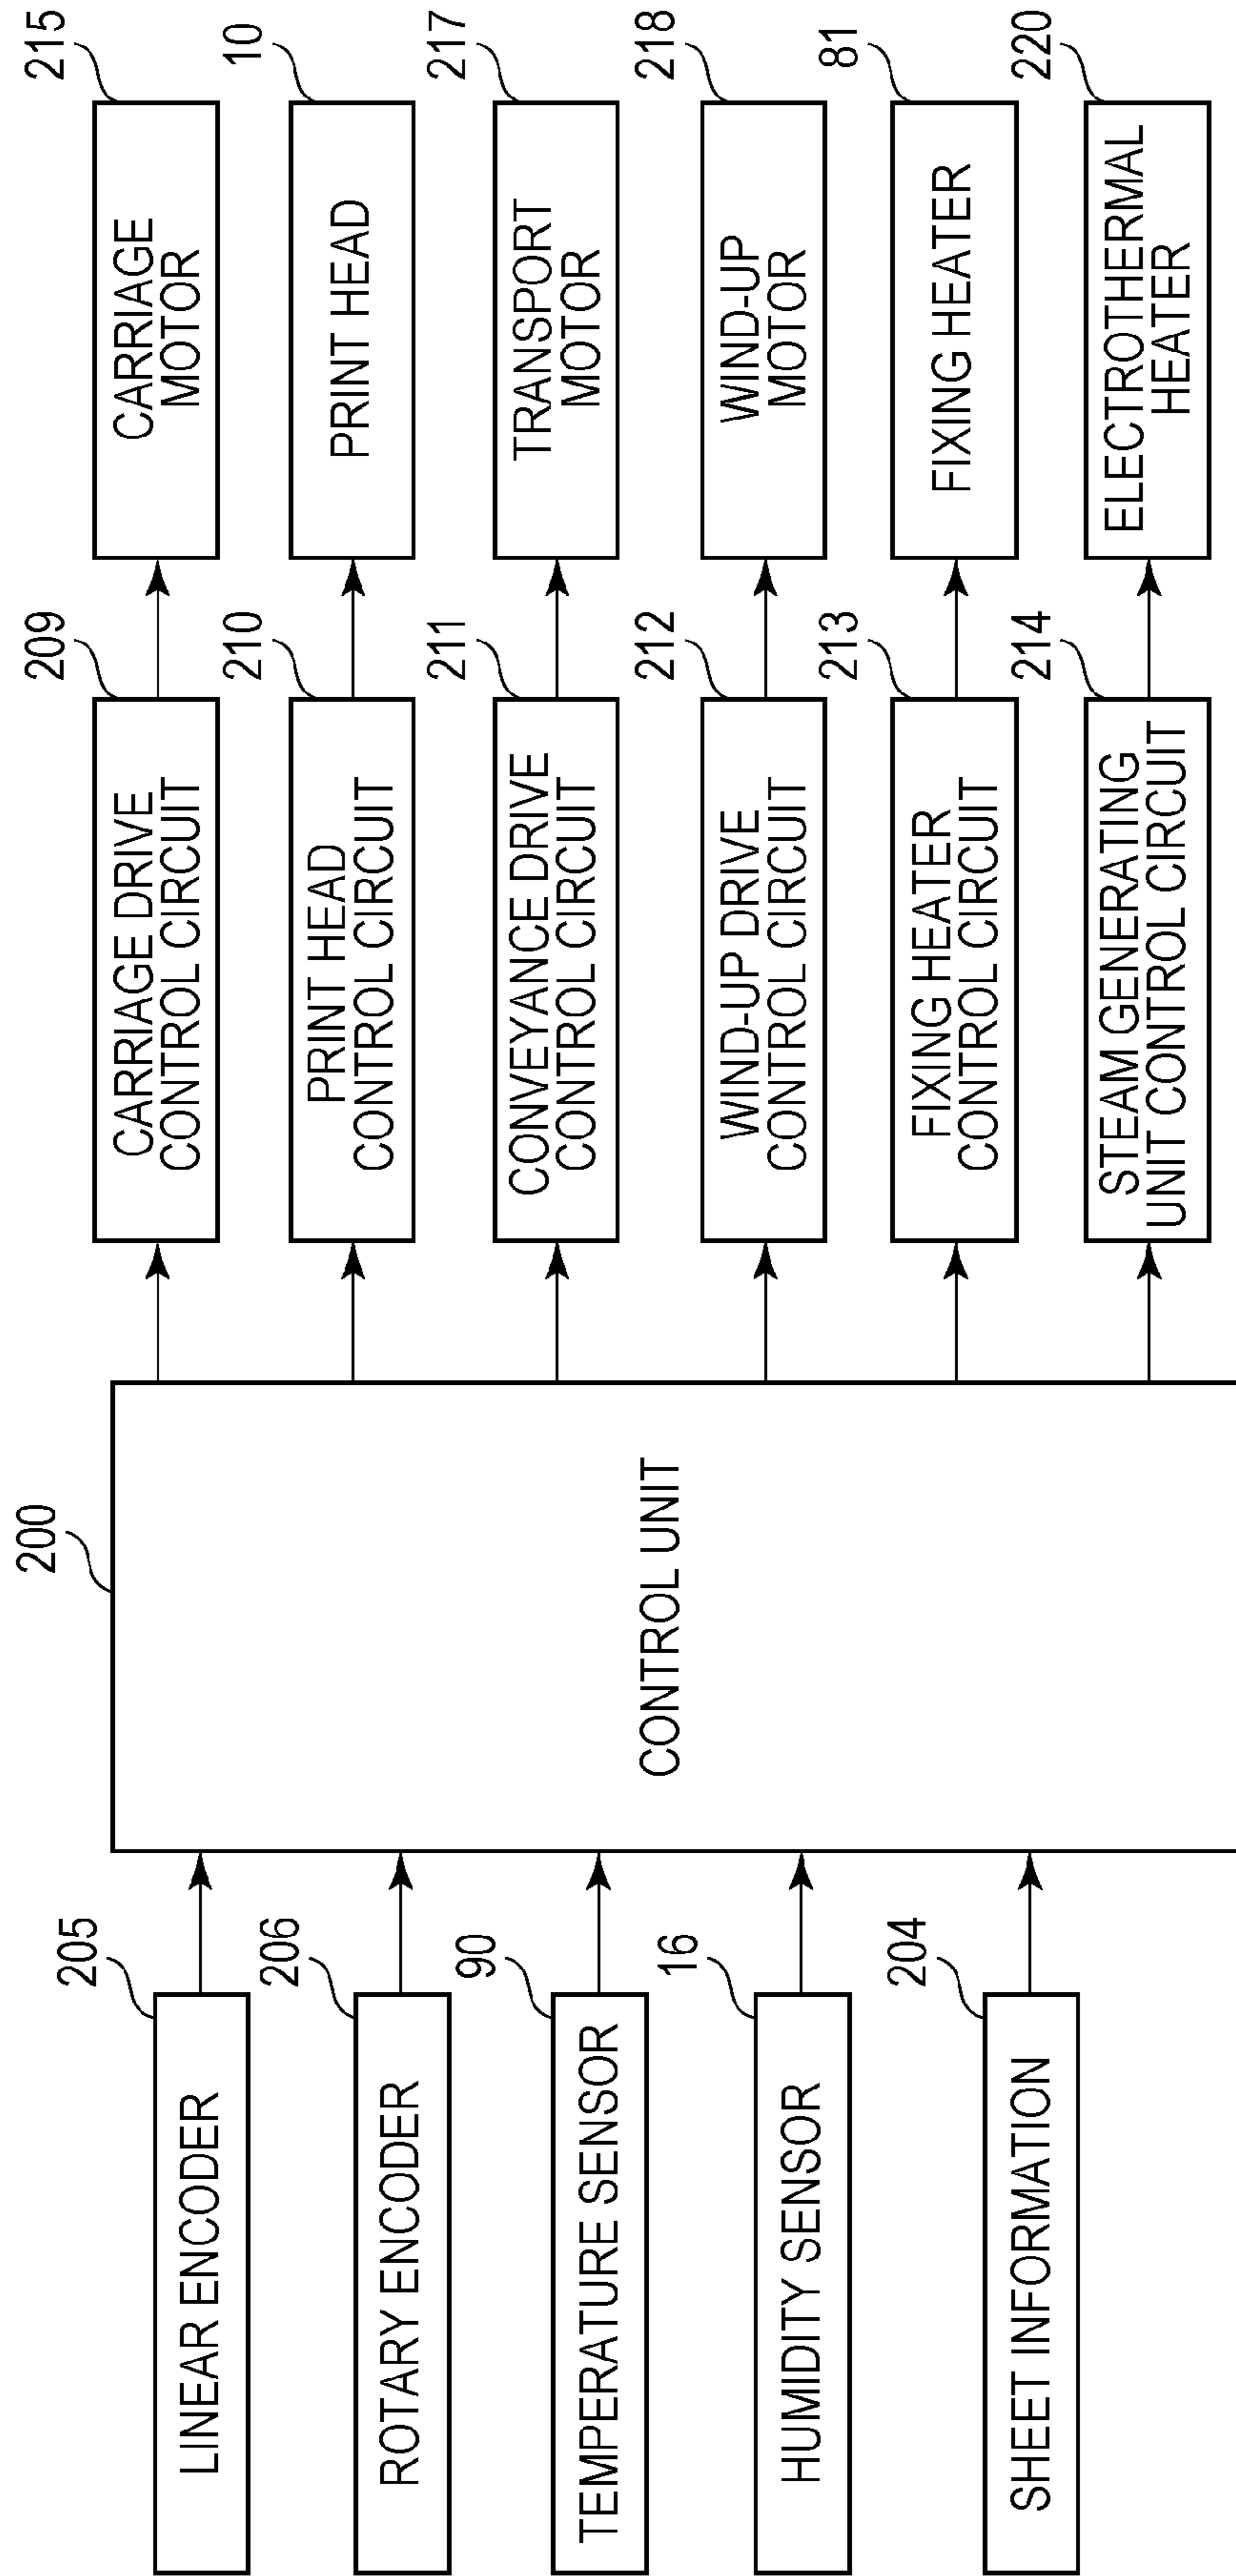 205
LINEAR ENCODER
206
ROTARY ENCODER
90
TEMPERATURE SENSOR
16
HUMIDITY SENSOR
204
SHEET INFORMATION
200
CONTROL UNIT
209
CARRIAGE DRIVE
CONTROL CIRCUIT
210
PRINT HEAD
CONTROL CIRCUIT
211
CONVEYANCE DRIVE
CONTROL CIRCUIT
212
WIND-UP DRIVE
CONTROL CIRCUIT
213
FIXING HEATER
CONTROL CIRCUIT
214
STEAM GENERATING
UNIT CONTROL CIRCUIT
215
CARRIAGE
MOTOR
10
PRINT HEAD
217
TRANSPORT
MOTOR
218
WIND-UP
MOTOR
81
FIXING HEATER
220
ELECTROTHERMAL
HEATER